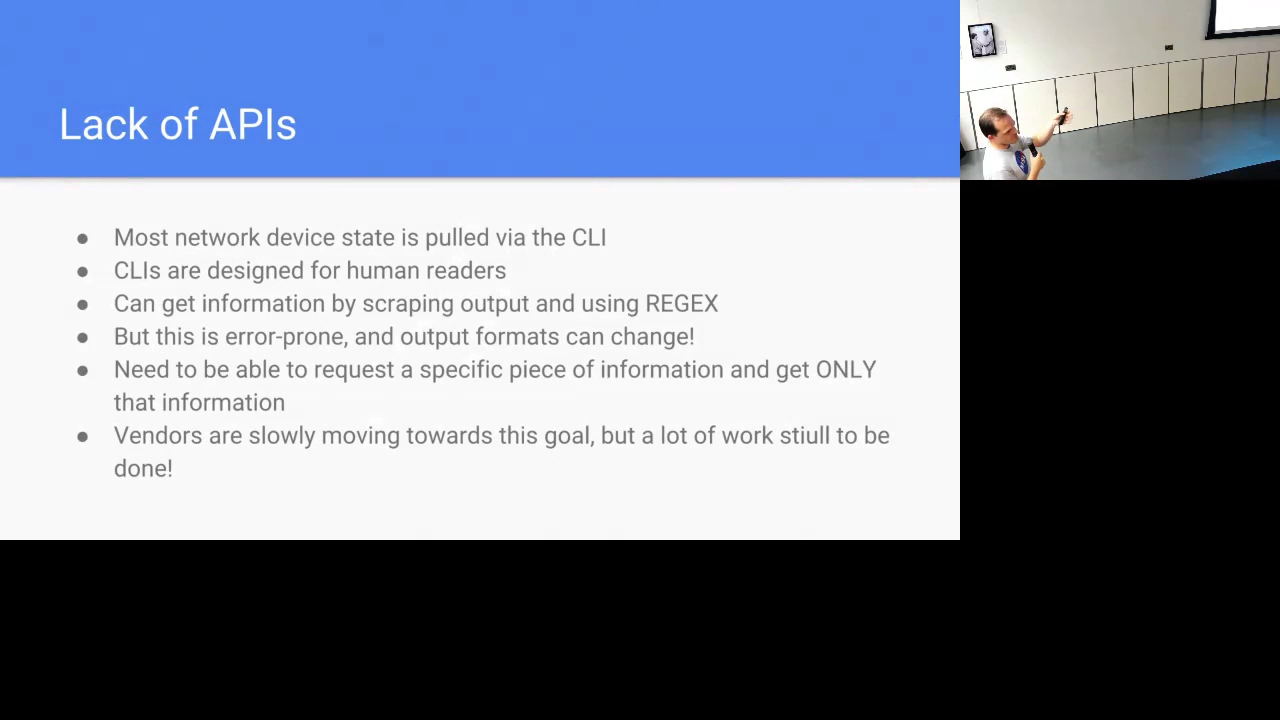 Lack of APIs
● Most network device state is pulled via the CLI
● CLIs are designed for human readers
● Can get information by scraping output and using REGEX
● But this is error-prone, and output formats can change!
● Need to be able to request a specific piece of information and get ONLY
that information
● Vendors are slowly moving towards this goal, but a lot of work stiull to be
done!